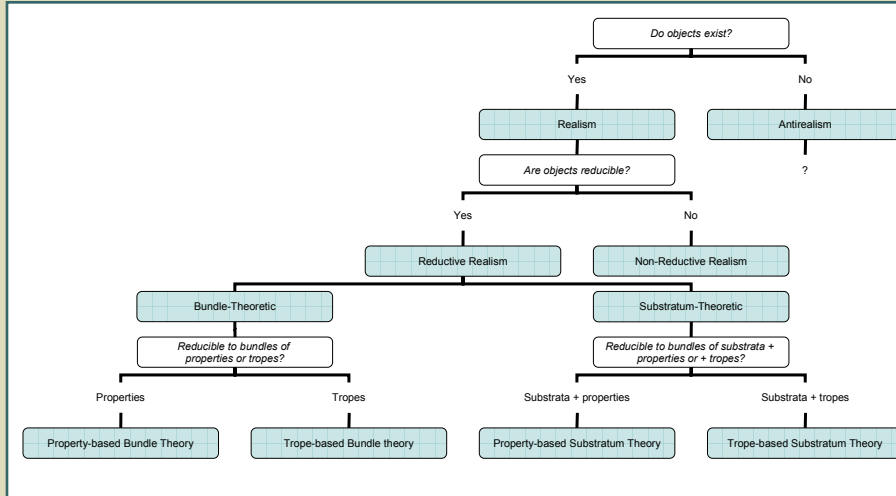 Do objects exist?
Yes
No
Realism
Antirealism
Are objects reducible?
?
Yes
No
Reductive Realism
Non-Reductive Realism
Bundle-Theoretic
Substratum-Theoretic
Reducible to bundles of
properties or tropes?
Reducible to bundles of substrata +
properties or + tropes?
Properties
Tropes
Substrata + properties
Substrata + tropes
Property-based Bundle Theory
Trope-based Bundle theory
Property-based Substratum Theory
Trope-based Substratum Theory